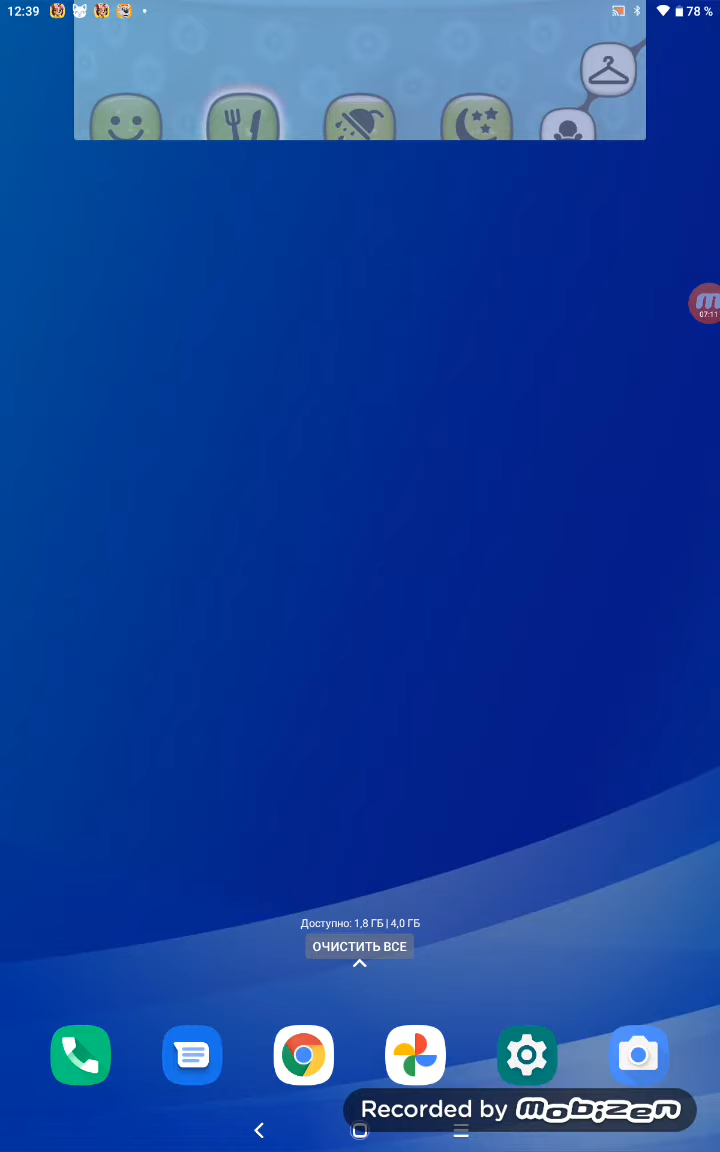 12:39
78 %
07:11
Доступно: 1,8 ГБ | 4,0 ГБ
ОЧИСТИТЬ ВСЕ
Recorded by mobizen